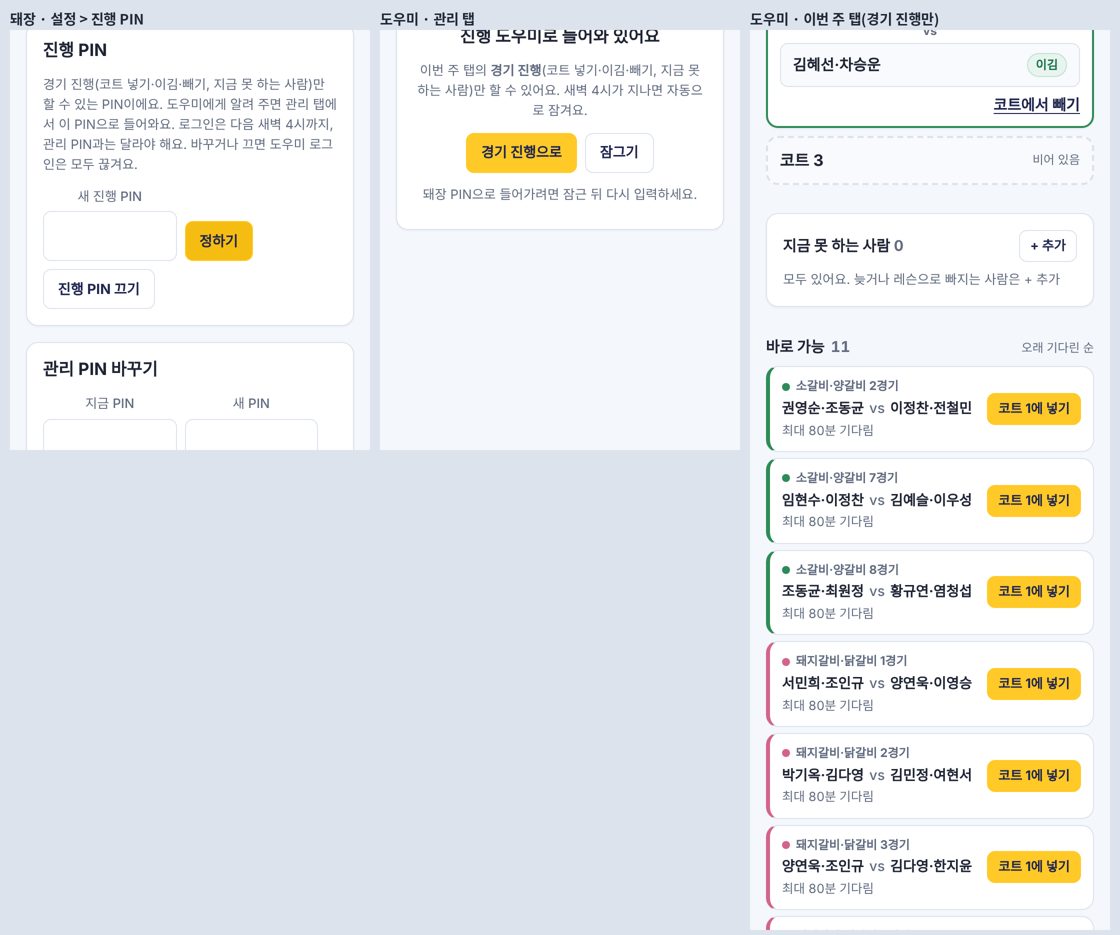 돼장 · 설정 > 진행 PIN
진행 PIN
경기 진행(코트 넣기·이김·빼기, 지금 못 하는 사람)만
할 수 있는 PIN이에요. 도우미에게 알려 주면 관리 탭에
서 이 PIN으로 들어와요. 로그인은 다음 새벽 4시까지,
관리 PIN과는 달라야 해요. 바꾸거나 끄면 도우미 로그
인은 모두 끊겨요.
새 진행 PIN
정하기
진행 PIN 끄기
관리 PIN 바꾸기
지금 PIN
새 PIN
도우미 · 관리 탭
진행 도우미로 들어와 있어요
이번 주 탭의 경기 진행(코트 넣기·이김·빼기, 지금 못
하는 사람)만 할 수 있어요. 새벽 4시가 지나면 자동으
로 잠겨요.
경기 진행으로
잠그기
돼장 PIN으로 들어가려면 잠근 뒤 다시 입력하세요.
도우미 · 이번 주 탭(경기 진행만)
vs
김혜선·차승운
이김
코트에서 빼기
코트 3
비어 있음
지금 못 하는 사람 0
+ 추가
모두 있어요. 늦거나 레슨으로 빠지는 사람은 + 추가
바로 가능 11
오래 기다린 순
소갈비·양갈비 2경기
권영순·조동균 vs 이정찬·전철민
최대 80분 기다림
코트 1에 넣기
소갈비·양갈비 7경기
임현수·이정찬 vs 김예슬·이우성
최대 80분 기다림
코트 1에 넣기
소갈비·양갈비 8경기
조동균·최원정 vs 황규연·염청섭
최대 80분 기다림
코트 1에 넣기
돼지갈비·닭갈비 1경기
서민희·조인규 vs 양연욱·이영승
최대 80분 기다림
코트 1에 넣기
돼지갈비·닭갈비 2경기
박기옥·김다영 vs 김민정·여현서
최대 80분 기다림
코트 1에 넣기
돼지갈비·닭갈비 3경기
양연욱·조인규 vs 김다영·한지윤
최대 80분 기다림
코트 1에 넣기